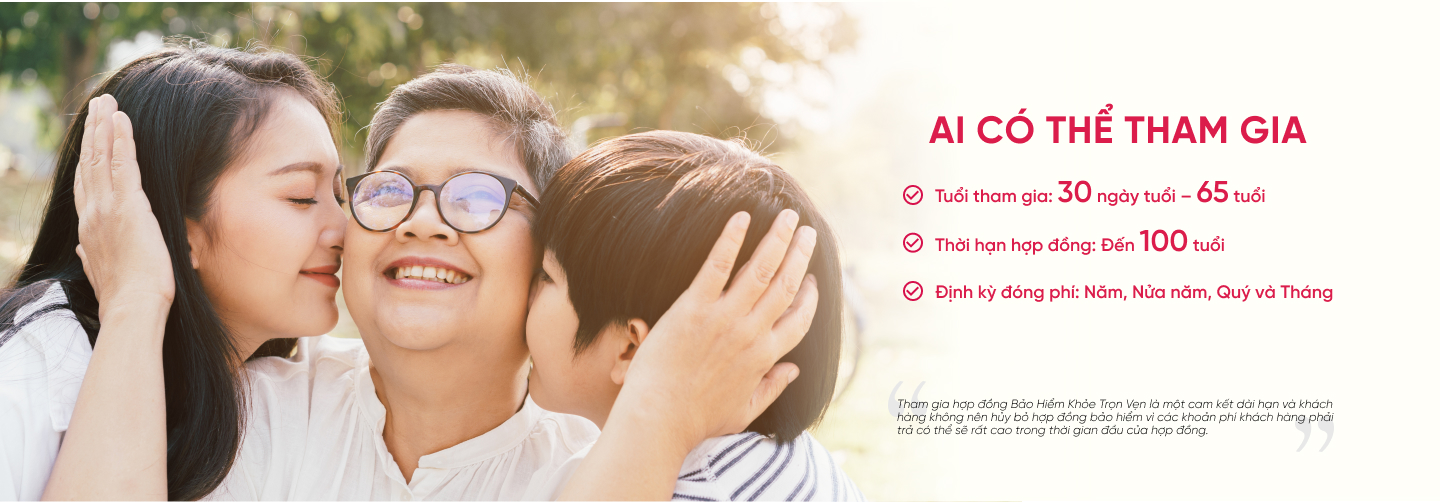 AI CÓ THỂ THAM GIA
Tuổi tham gia: 30 ngày tuổi – 65 tuổi
Thời hạn hợp đồng: Đến 100 tuổi
Định kỳ đóng phí: Năm, Nửa năm, Quý và Tháng
Tham gia hợp đồng Bảo Hiểm Khỏe Trọn Vẹn là một cam kết dài hạn và khách
hàng không nên hủy bỏ hợp đồng bảo hiểm vì các khoản phí khách hàng phải
trả có thể sẽ rất cao trong thời gian đầu của hợp đồng.